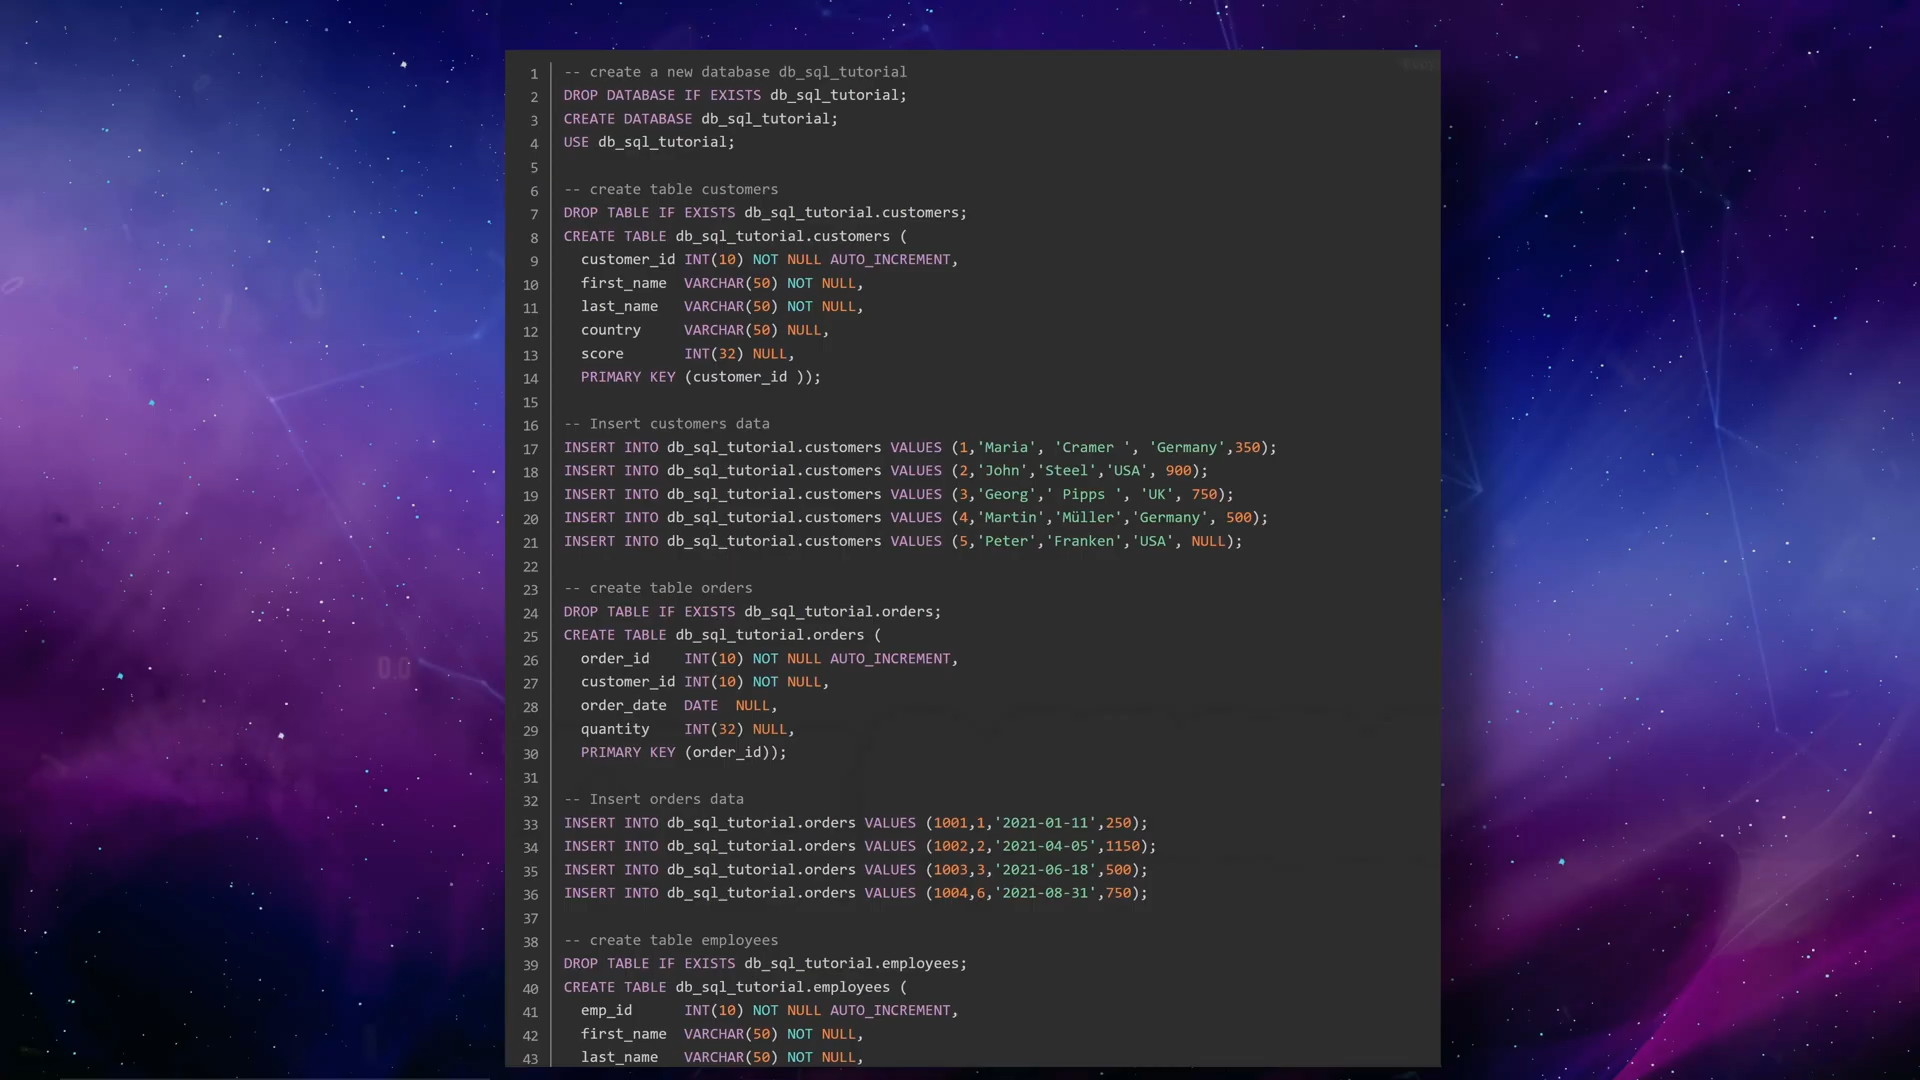 1 -- create a new database db_sql_tutorial
2 DROP DATABASE IF EXISTS db_sql_tutorial;
3 CREATE DATABASE db_sql_tutorial;
4 USE db_sql_tutorial;
5
6 -- create table customers
7 DROP TABLE IF EXISTS db_sql_tutorial.customers;
8 CREATE TABLE db_sql_tutorial.customers (
9   customer_id INT(10) NOT NULL AUTO_INCREMENT,
10   first_name  VARCHAR(50) NOT NULL,
11   last_name   VARCHAR(50) NOT NULL,
12   country     VARCHAR(50) NULL,
13   score       INT(32) NULL,
14   PRIMARY KEY (customer_id ));
15
16 -- Insert customers data
17 INSERT INTO db_sql_tutorial.customers VALUES (1,'Maria', 'Cramer ', 'Germany',350);
18 INSERT INTO db_sql_tutorial.customers VALUES (2,'John','Steel','USA', 900);
19 INSERT INTO db_sql_tutorial.customers VALUES (3,'Georg',' Pipps ', 'UK', 750);
20 INSERT INTO db_sql_tutorial.customers VALUES (4,'Martin','Müller','Germany', 500);
21 INSERT INTO db_sql_tutorial.customers VALUES (5,'Peter','Franken','USA', NULL);
22
23 -- create table orders
24 DROP TABLE IF EXISTS db_sql_tutorial.orders;
25 CREATE TABLE db_sql_tutorial.orders (
26   order_id    INT(10) NOT NULL AUTO_INCREMENT,
27   customer_id INT(10) NOT NULL,
28   order_date  DATE  NULL,
29   quantity    INT(32) NULL,
30   PRIMARY KEY (order_id));
31
32 -- Insert orders data
33 INSERT INTO db_sql_tutorial.orders VALUES (1001,1,'2021-01-11',250);
34 INSERT INTO db_sql_tutorial.orders VALUES (1002,2,'2021-04-05',1150);
35 INSERT INTO db_sql_tutorial.orders VALUES (1003,3,'2021-06-18',500);
36 INSERT INTO db_sql_tutorial.orders VALUES (1004,6,'2021-08-31',750);
37
38 -- create table employees
39 DROP TABLE IF EXISTS db_sql_tutorial.employees;
40 CREATE TABLE db_sql_tutorial.employees (
41   emp_id      INT(10) NOT NULL AUTO_INCREMENT,
42   first_name  VARCHAR(50) NOT NULL,
43   last_name   VARCHAR(50) NOT NULL,